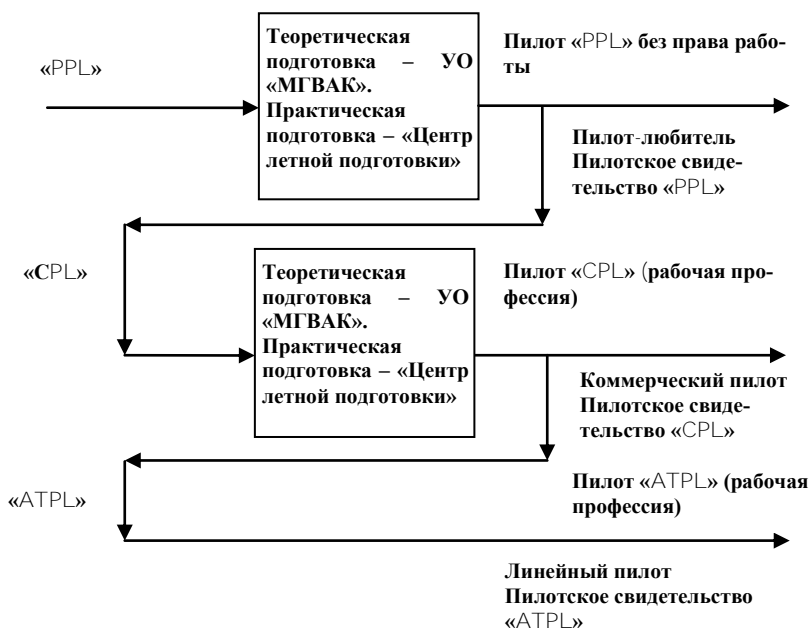 «PPL»
Теоретическая
подготовка – УО
«МГВАК».
Практическая
подготовка – «Центр
летной подготовки»
Пилот «PPL» без права рабо-
ты
Пилот-любитель
Пилотское свиде-
тельство «PPL»
«CPL»
Теоретическая
подготовка – УО
«МГВАК».
Практическая
подготовка – «Центр
летной подготовки»
Пилот «CPL» (рабочая про-
фессия)
Коммерческий пилот
Пилотское свиде-
тельство «CPL»
«ATPL»
Пилот «ATPL» (рабочая
профессия)
Линейный пилот
Пилотское свидетельство
«ATPL»